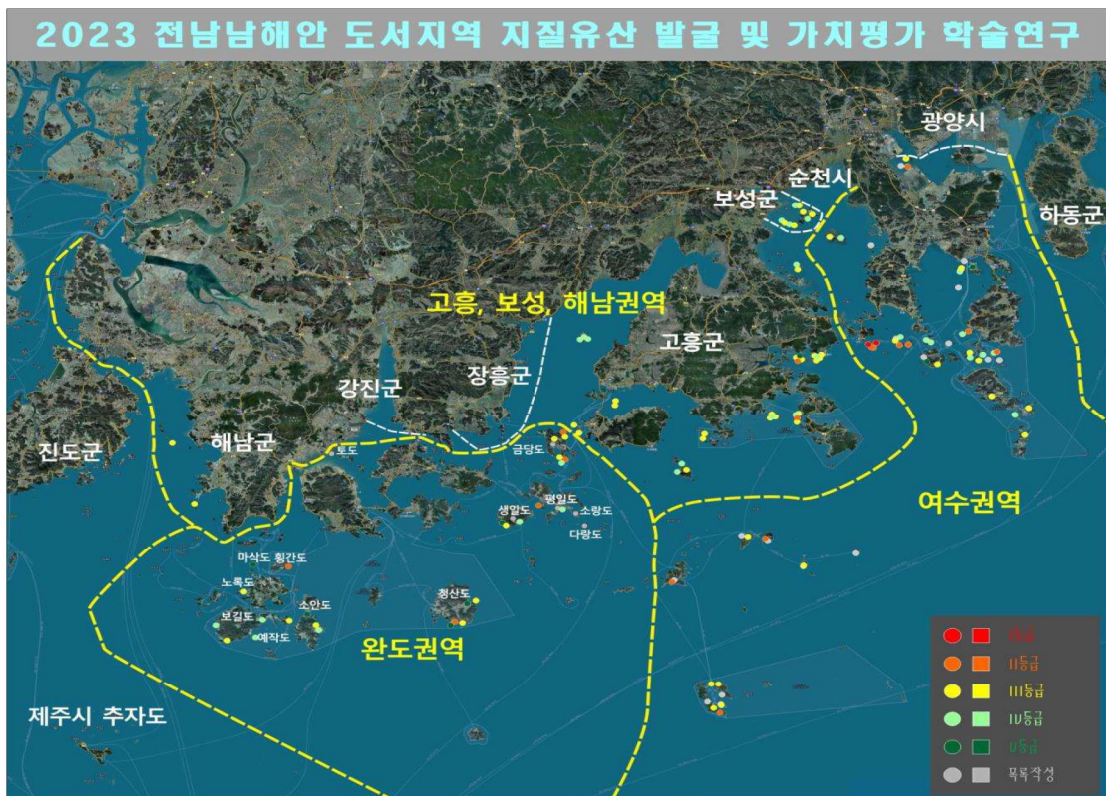 2023 전남남해안 도서지역 지질유산 발굴 및 가치평가 학술연구
광양시
순천시
보성군
하동군
고흥, 보성, 해남권역
고흥군
장흥군
강진군
해남군
진도군
토도
금당도
평일도
생일도
소랑도
다랑도
여수권역
마삭도 횡간도
노록도
청산도
소안도
보길도
예작도
완도권역
제주시 추자도
II등급
III등급
IV등급
V등급
목록작성